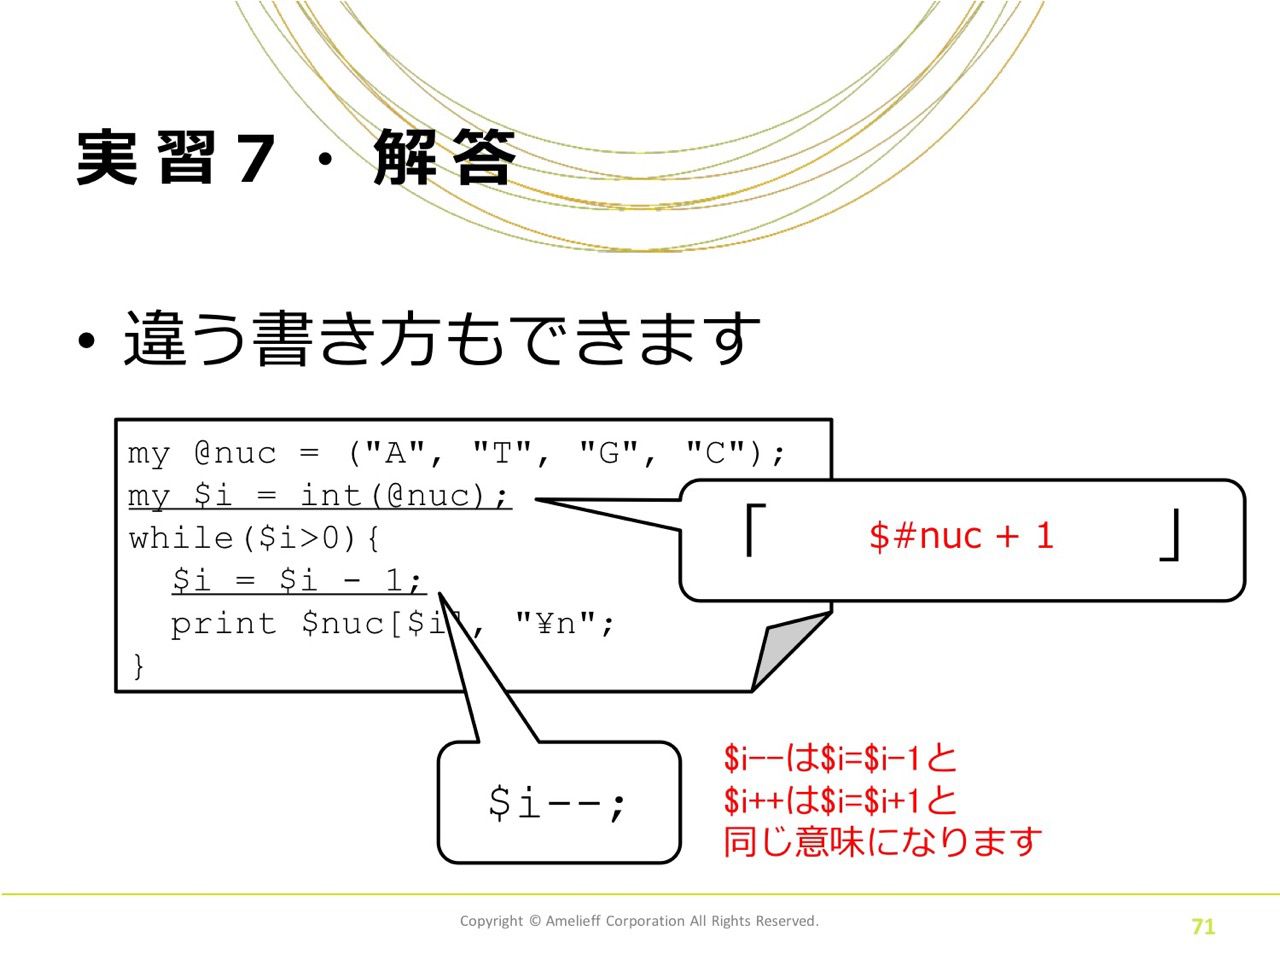 実習７・解答
• 違う書き方もできます
my @nuc = ("A", "T", "G", "C");
my $i = int(@nuc);
while($i>0){
$i = $i - 1;
print $nuc[$i], "¥n";
}
「 $#nuc + 1 」
$i--;
$i--は$i=$i-1と
$i++は$i=$i+1と
同じ意味になります
Copyright © Amelieff Corporation All Rights Reserved.
71